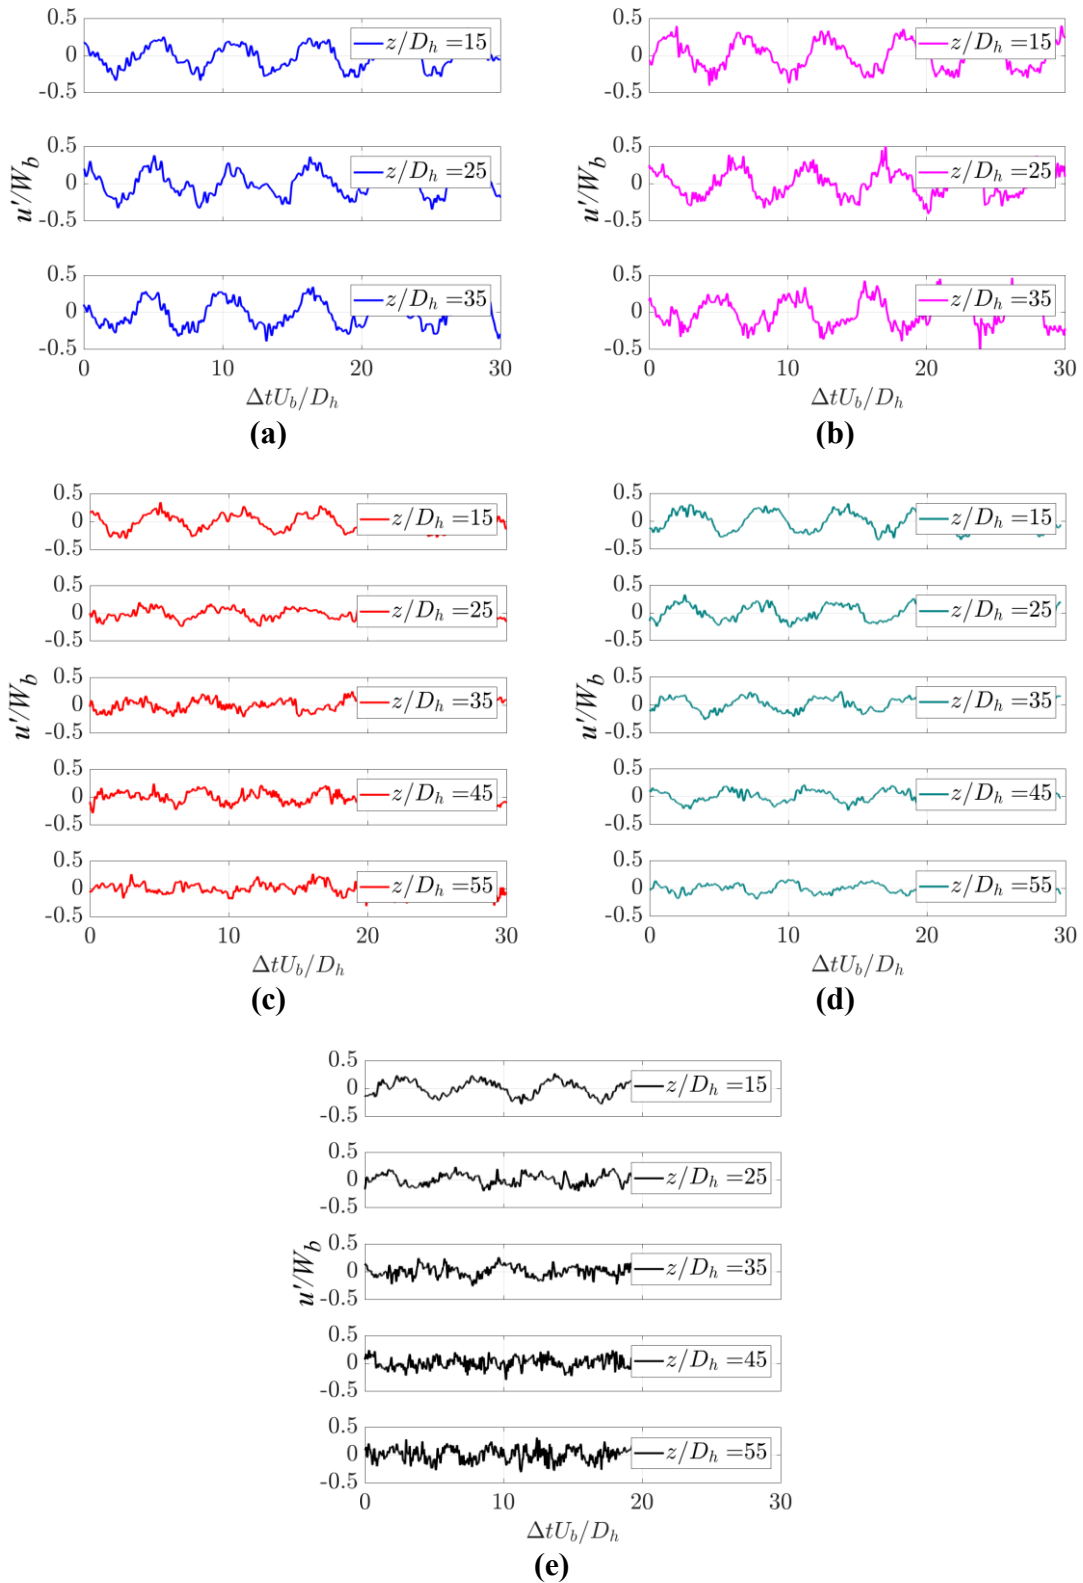 0.5
0
-0.5
z/D_h =15
0.5
0
-0.5
z/D_h =25
u'/W_b
0.5
0
-0.5
z/D_h =35
0 10 20 30
ΔtU_b/D_h
(a)
0.5
0
-0.5
z/D_h =15
0.5
0
-0.5
z/D_h =25
u'/W_b
0.5
0
-0.5
z/D_h =35
0 10 20 30
ΔtU_b/D_h
(b)
0.5
0
-0.5
z/D_h =15
0.5
0
-0.5
z/D_h =25
0.5
0
-0.5
z/D_h =35
u'/W_b
0.5
0
-0.5
z/D_h =45
0.5
0
-0.5
z/D_h =55
0 10 20 30
ΔtU_b/D_h
(c)
0.5
0
-0.5
z/D_h =15
0.5
0
-0.5
z/D_h =25
0.5
0
-0.5
z/D_h =35
u'/W_b
0.5
0
-0.5
z/D_h =45
0.5
0
-0.5
z/D_h =55
0 10 20 30
ΔtU_b/D_h
(d)
0.5
0
-0.5
z/D_h =15
0.5
0
-0.5
z/D_h =25
0.5
0
-0.5
z/D_h =35
u'/W_b
0.5
0
-0.5
z/D_h =45
0.5
0
-0.5
z/D_h =55
0 10 20 30
ΔtU_b/D_h
(e)